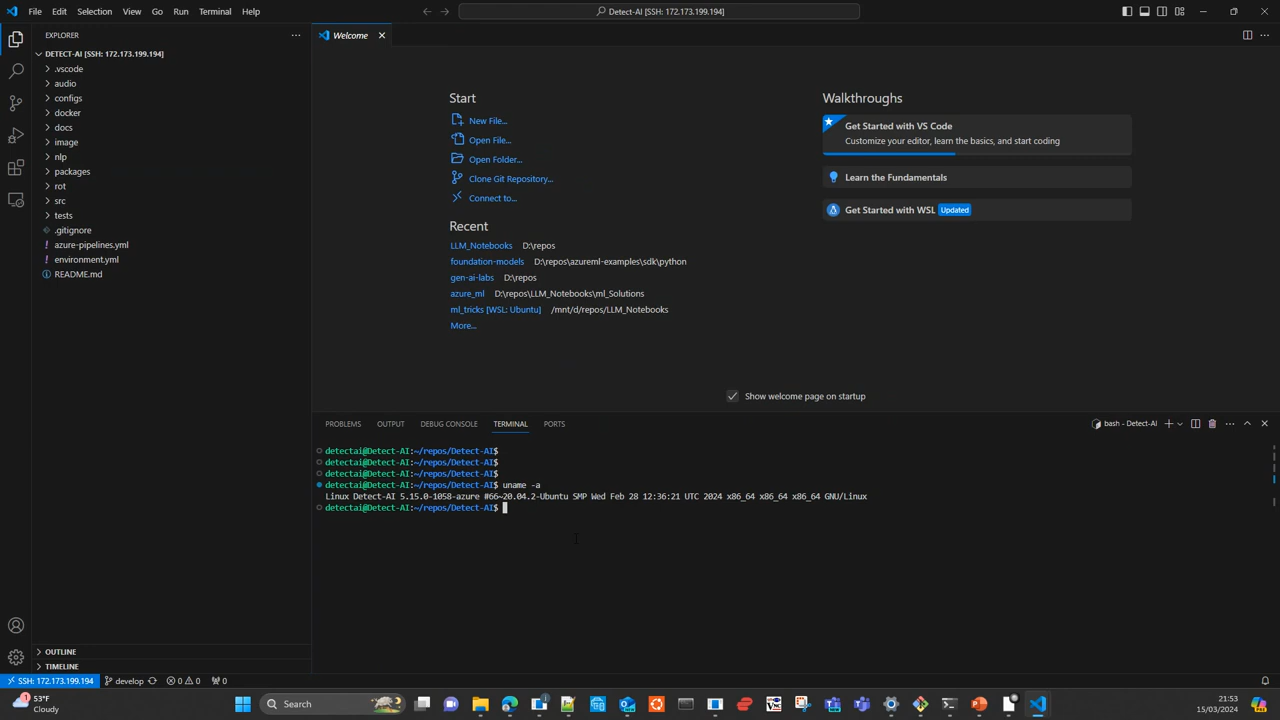 File Edit Selection View Go Run Terminal Help
Detect-AI [SSH: 172.173.199.194]
EXPLORER
DETECT-AI [SSH: 172.173.199.194]
.vscode
audio
configs
docker
docs
image
nlp
packages
rot
src
tests
.gitignore
azure-pipelines.yml
environment.yml
README.md
OUTLINE
TIMELINE
Welcome
Start
New File...
Open File...
Open Folder...
Clone Git Repository...
Connect to...
Recent
LLM_Notebooks D:\repos
foundation-models D:\repos\azureml-examples\sdk\python
gen-ai-labs D:\repos
azure_ml D:\repos\LLM_Notebooks\ml_Solutions
ml_tricks [WSL: Ubuntu] /mnt/d/repos/LLM_Notebooks
More...
Walkthroughs
Get Started with VS Code
Customize your editor, learn the basics, and start coding
Learn the Fundamentals
Get Started with WSL Updated
Show welcome page on startup
PROBLEMS OUTPUT DEBUG CONSOLE TERMINAL PORTS
bash - Detect-AI
detectai@Detect-AI:~/repos/Detect-AI$
detectai@Detect-AI:~/repos/Detect-AI$
detectai@Detect-AI:~/repos/Detect-AI$
detectai@Detect-AI:~/repos/Detect-AI$ uname -a
Linux Detect-AI 5.15.0-1058-azure #66~20.04.2-Ubuntu SMP Wed Feb 28 12:36:21 UTC 2024 x86_64 x86_64 x86_64 GNU/Linux
detectai@Detect-AI:~/repos/Detect-AI$
SSH: 172.173.199.194 develop 0 0 0
1
53°F
Cloudy
Search
21:53
15/03/2024